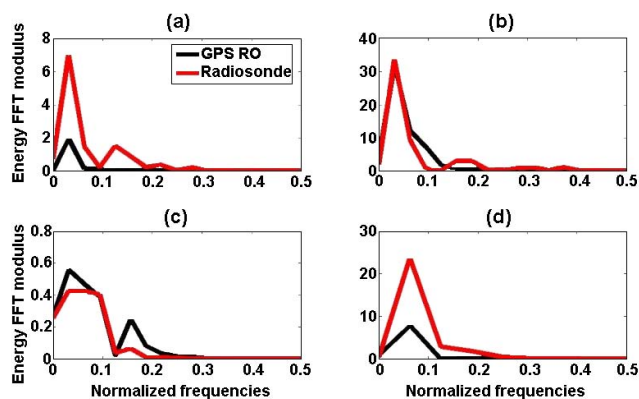 (a)
(b)
Energy FFT modulus
8
6
4
2
0
0 0.1 0.2 0.3 0.4 0.5
GPS RO
Radiosonde
40
30
20
10
0
0 0.1 0.2 0.3 0.4 0.5
(c)
(d)
Energy FFT modulus
0.8
0.6
0.4
0.2
0
0 0.1 0.2 0.3 0.4 0.5
Normalized frequencies
30
20
10
0
0 0.1 0.2 0.3 0.4 0.5
Normalized frequencies